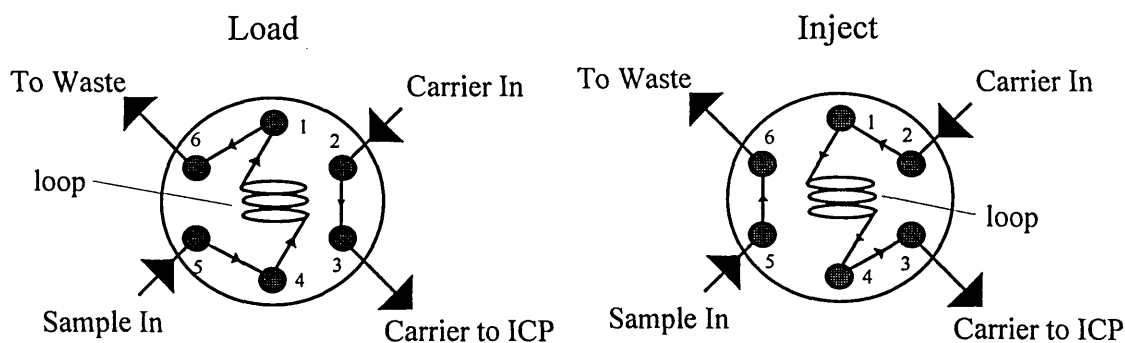 Load
To Waste
Carrier In
6
1
2
loop
5
4
3
Sample In
Carrier to ICP
Inject
To Waste
Carrier In
6
1
2
loop
5
4
3
Sample In
Carrier to ICP